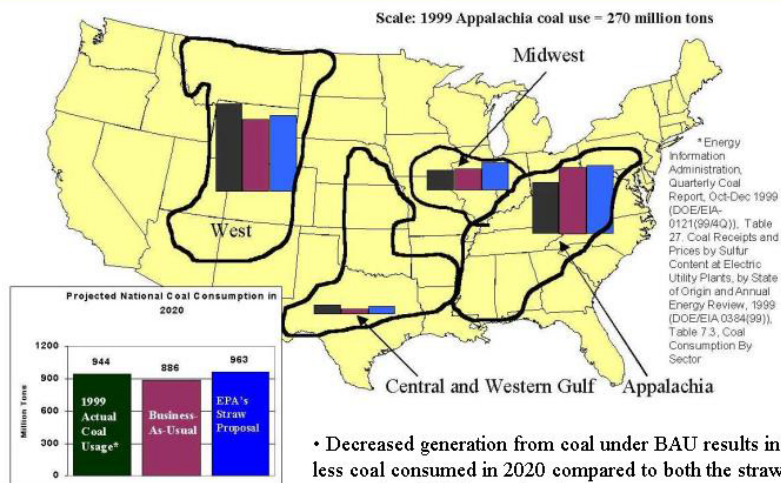 Scale: 1999 Appalachia coal use = 270 million tons
Midwest
West
Central and Western Gulf
Appalachia
* Energy
Information
Administration,
Quarterly Coal
Report, Oct-Dec 1999
(DOE/EIA-
0121(99/4Q)), Table
27. Coal Receipts and
Prices by Sulfur
Content at Electric
Utility Plants, by State
of Origin and Annual
Energy Review, 1999
(DOE/EIA 0384(99)),
Table 7.3, Coal
Consumption By
Sector
Projected National Coal Consumption in
2020
Million Tons
1200
900
600
300
0
944
886
963
1999
Actual
Coal
Usage*
Business-
As-Usual
EPA's
Straw
Proposal
• Decreased generation from coal under BAU results in
less coal consumed in 2020 compared to both the straw